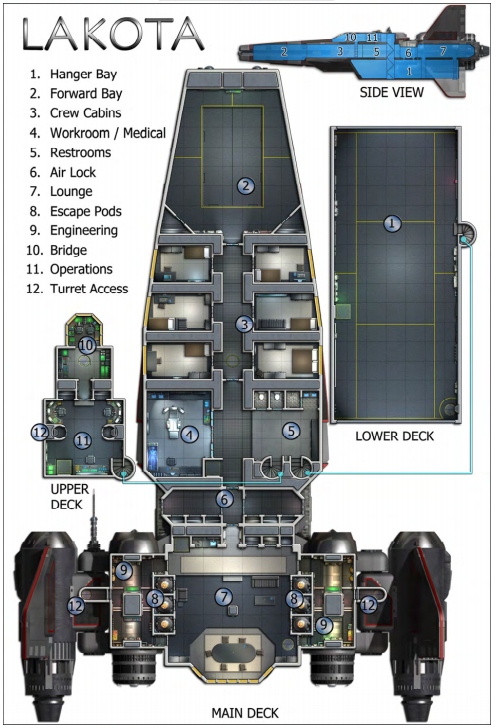 LAKOTA
1. Hanger Bay
2. Forward Bay
3. Crew Cabins
4. Workroom / Medical
5. Restrooms
6. Air Lock
7. Lounge
8. Escape Pods
9. Engineering
10. Bridge
11. Operations
12. Turret Access
10 11
2 3 5 6 7
1
SIDE VIEW
2
1
3
10
12 11
4
5
LOWER DECK
UPPER
DECK
6
9
12 8 7 8 12
9
MAIN DECK